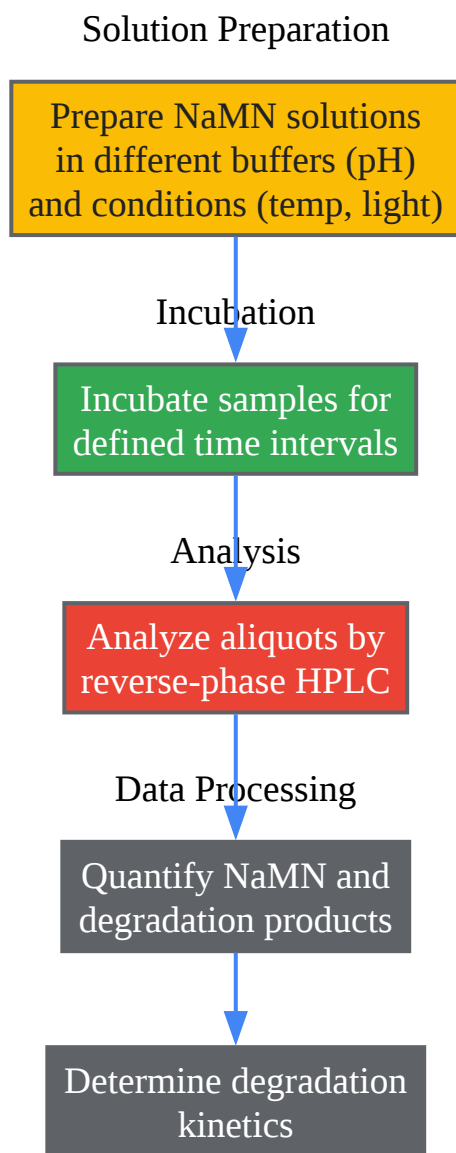 Solution Preparation
Prepare NaMN solutions
in different buffers (pH)
and conditions (temp, light)
Incubation
Incubate samples for
defined time intervals
Analysis
Analyze aliquots by
reverse-phase HPLC
Data Processing
Quantify NaMN and
degradation products
Determine degradation
kinetics